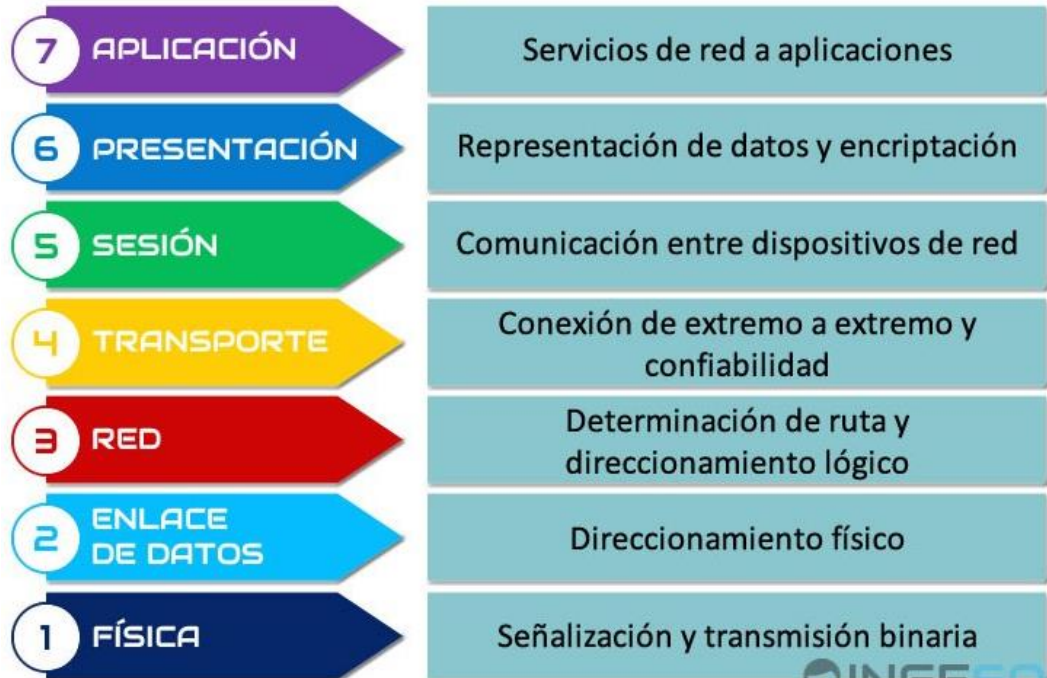 7 APLICACIÓN
Servicios de red a aplicaciones
6 PRESENTACIÓN
Representación de datos y encriptación
5 SESIÓN
Comunicación entre dispositivos de red
4 TRANSPORTE
Conexión de extremo a extremo y
confiabilidad
3 RED
Determinación de ruta y
direccionamiento lógico
2 ENLACE
DE DATOS
Direccionamiento físico
1 FÍSICA
Señalización y transmisión binaria